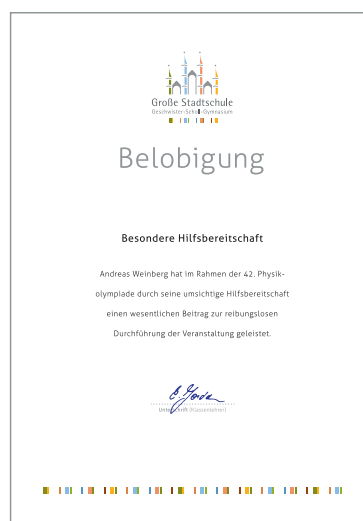 Große Stadtschule
Geschwister-Scholl-Gymnasium
Belobigung
Besondere Hilfsbereitschaft
Andreas Weinberg hat im Rahmen der 42. Physik-
olympiade durch seine umsichtige Hilfsbereitschaft
einen wesentlichen Beitrag zur reibungslosen
Durchführung der Veranstaltung geleistet.
Unterschrift (Klassenlehrer)